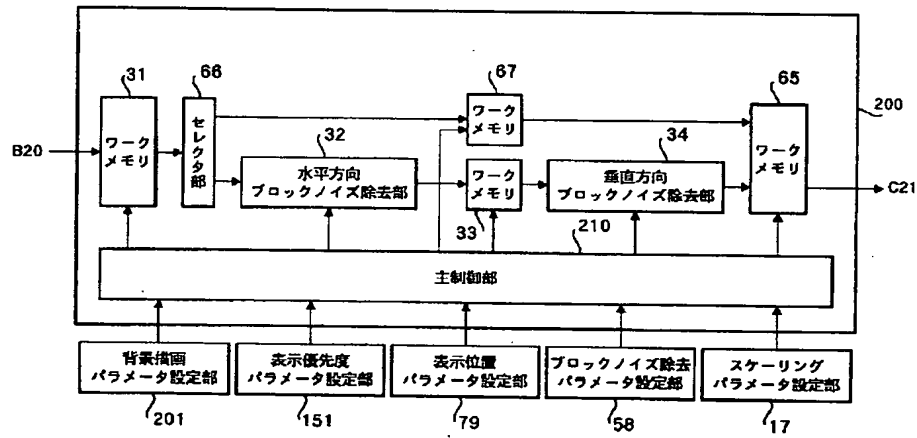 31
66
67
65
200
B20
ワーク
メモリ
セレクタ部
ワーク
メモリ
ワーク
メモリ
32
34
水平方向
ブロックノイズ除去部
ワーク
メモリ
垂直方向
ブロックノイズ除去部
C21
33
210
主制御部
背景描画
パラメータ設定部
表示優先度
パラメータ設定部
表示位置
パラメータ設定部
ブロックノイズ除去
パラメータ設定部
スケーリング
パラメータ設定部
201
151
79
58
17